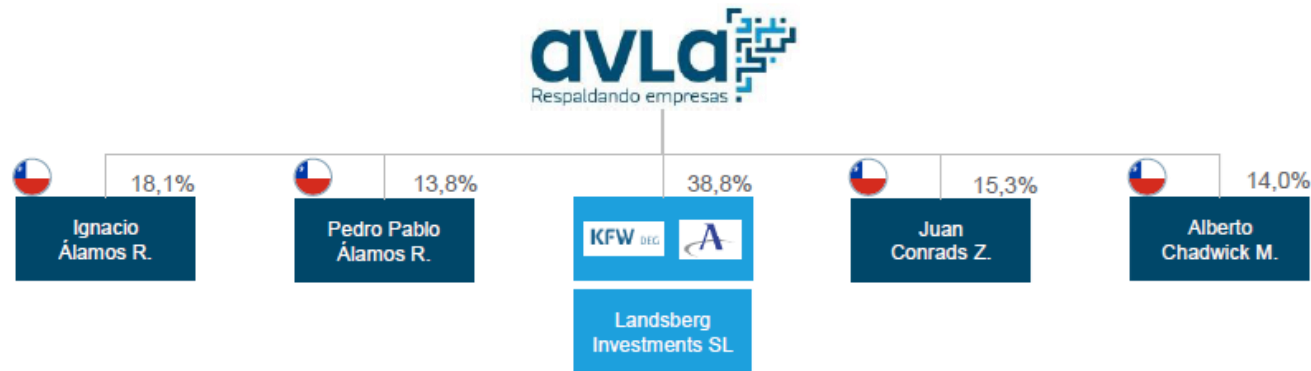 avla
Respaldando empresas
18,1%
13,8%
38,8%
15,3%
14,0%
Ignacio
Álamos R.
Pedro Pablo
Álamos R.
KFW DEG
A
Juan
Conrads Z.
Alberto
Chadwick M.
Landsberg
Investments SL